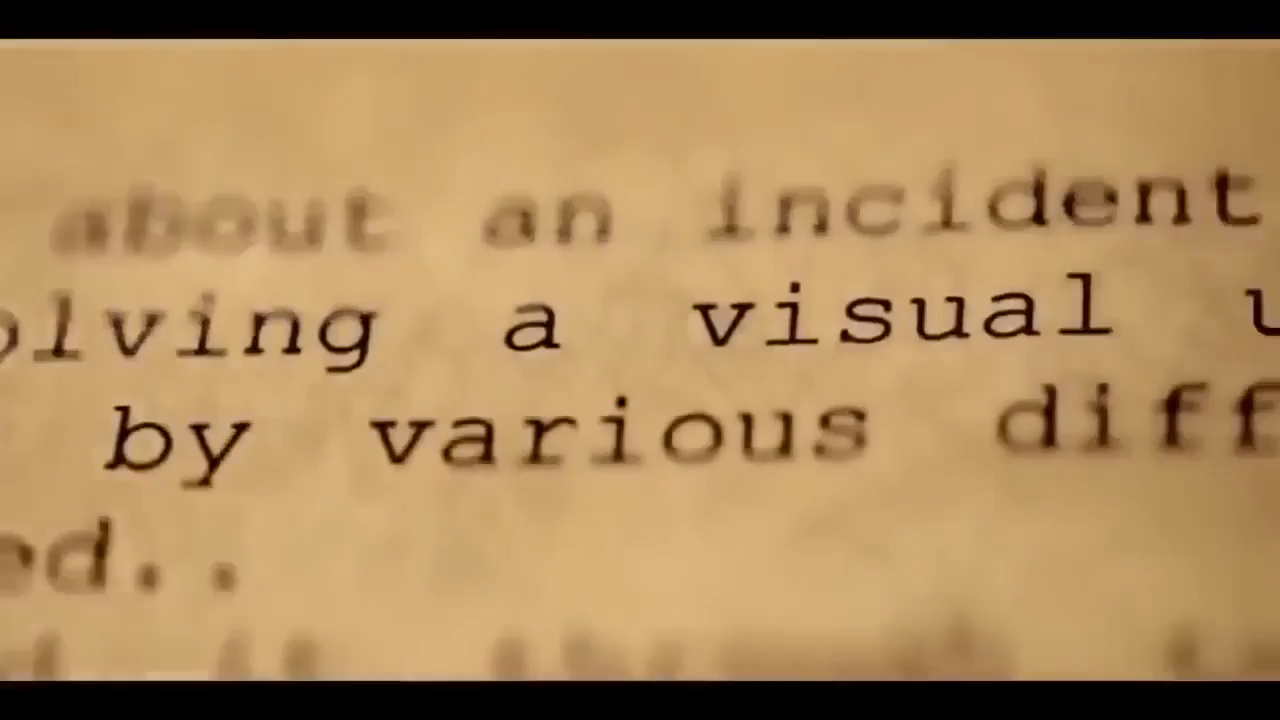 about an incident
olving a visual u
by various diff
ed..